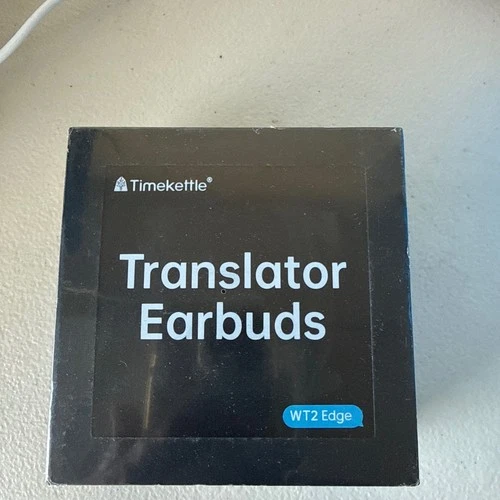 Timekettle®
Translator
Earbuds
WT2 Edge